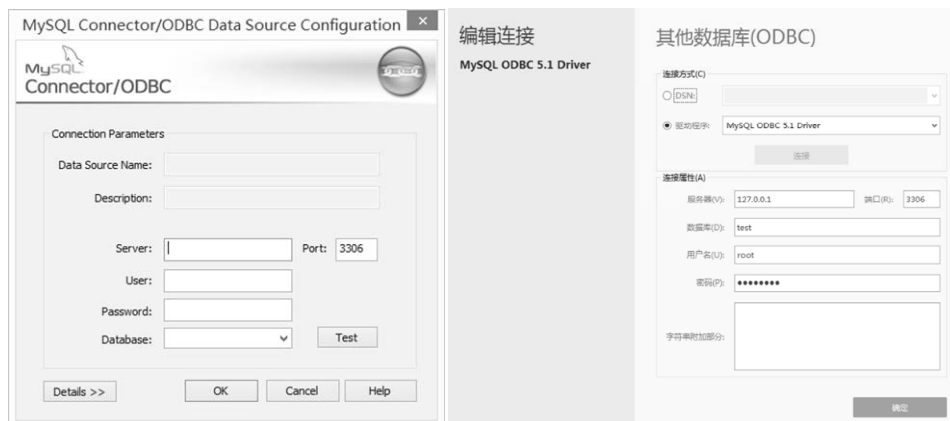 MySQL Connector/ODBC Data Source Configuration
MySQL
Connector/ODBC
Connection Parameters
Data Source Name:
Description:
Server:
Port: 3306
User:
Password:
Database:
Test
Details >>
OK
Cancel
Help
编辑连接
MySQL ODBC 5.1 Driver
其他数据库(ODBC)
连接方式(C)
DSN:
驱动程序: MySQL ODBC 5.1 Driver
连接
连接属性(A)
服务器(V): 127.0.0.1 端口(R): 3306
数据库(D): test
用户名(U): root
密码(P): ●●●●●●●●
字符串附加部分:
确定